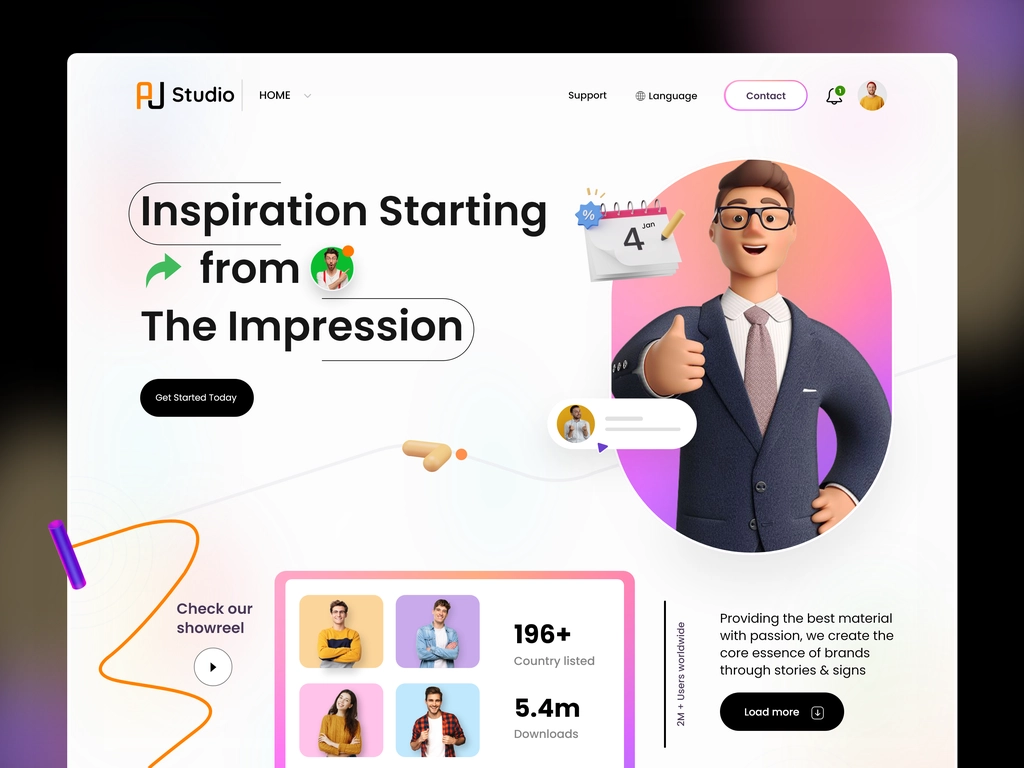 AJ Studio
HOME
Support
Language
Contact
1
Inspiration Starting
from
The Impression
%
4 Jan
Get Started Today
Check our
showreel
196+
Country listed
5.4m
Downloads
2M + Users worldwide
Providing the best material
with passion, we create the
core essence of brands
through stories & signs
Load more